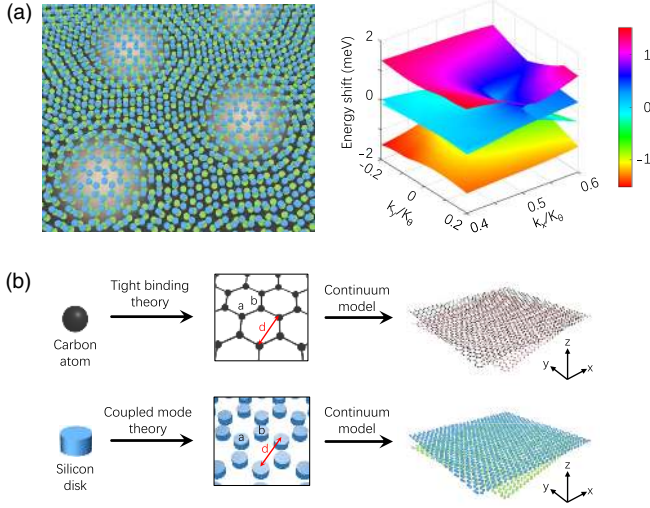 (a)
Energy shift (meV)
2
0
-2
-0.2
0
0.2
ky/Kθ
0.4
0.5
0.6
kx/Kθ
1
0
-1
(b)
Carbon
atom
Tight binding
theory
a
b
d
Continuum
model
z
y
x
Silicon
disk
Coupled mode
theory
a
b
d
Continuum
model
z
y
x